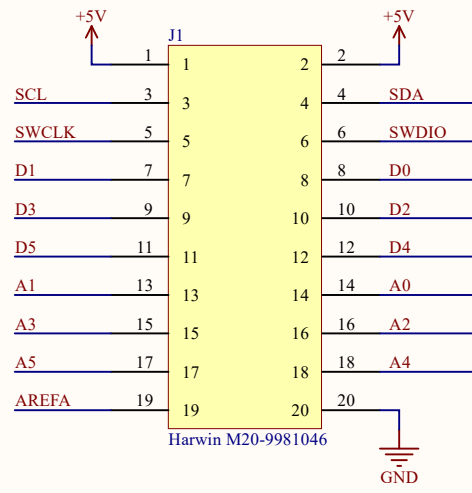 +5V +5V
J1
1 1 2 2
SCL 3 3 4 4 SDA
SWCLK 5 5 6 6 SWDIO
D1 7 7 8 8 D0
D3 9 9 10 10 D2
D5 11 11 12 12 D4
A1 13 13 14 14 A0
A3 15 15 16 16 A2
A5 17 17 18 18 A4
AREFA 19 19 20 20
Harwin M20-9981046
GND